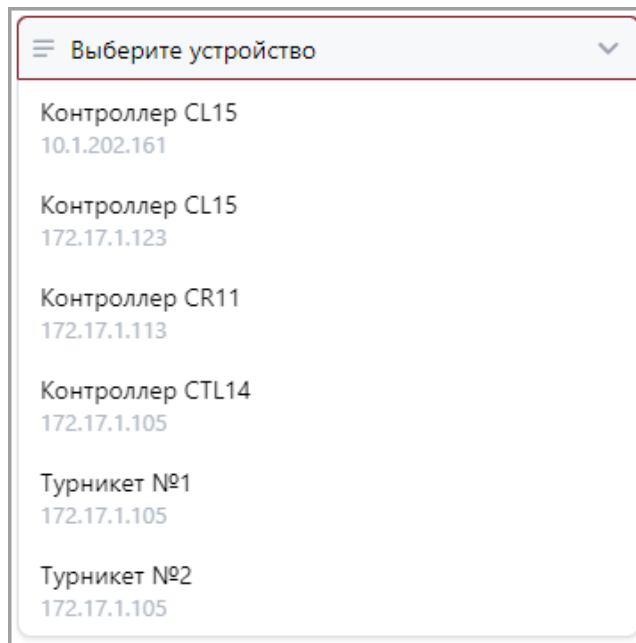 Выберите устройство
Контроллер CL15
10.1.202.161
Контроллер CL15
172.17.1.123
Контроллер CR11
172.17.1.113
Контроллер CTL14
172.17.1.105
Турникет №1
172.17.1.105
Турникет №2
172.17.1.105